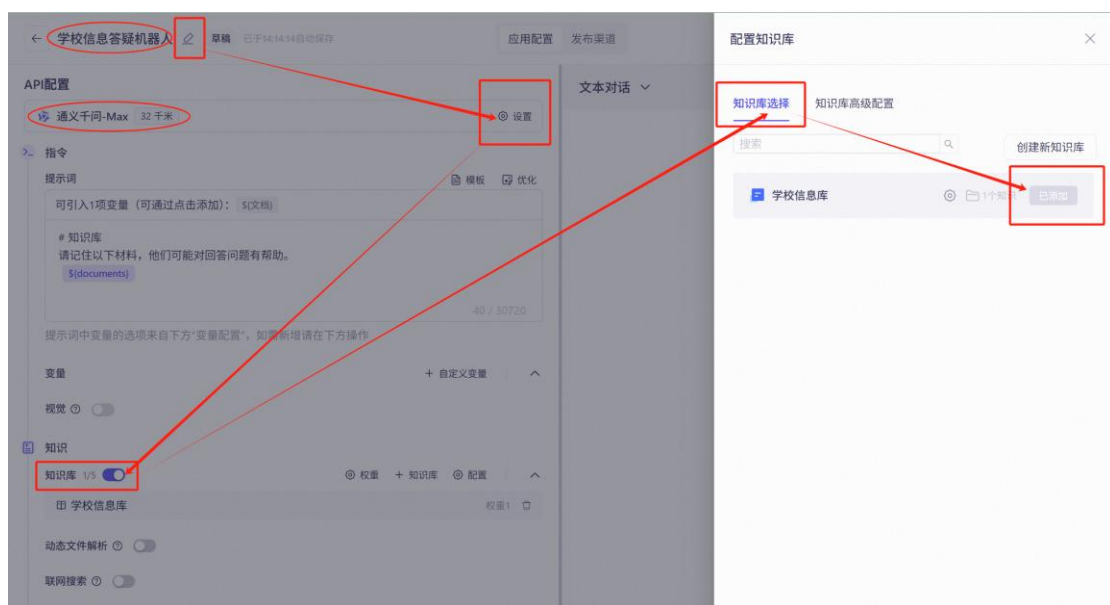 学校信息答疑机器人 草稿 已于14:14:14自动保存 应用配置 发布渠道
API配置
通义千问-Max 32千米 设置
指令
提示词 模板 优化
可引入1项变量（可通过点击添加）： ${文档}
# 知识库
请记住以下材料，他们可能对回答问题有帮助。
${documents}
40 / 30720
提示词中变量的选项来自下方“变量配置”，如需新增请在下方操作
变量 + 自定义变量
视觉
知识
知识库 1/5 权重 + 知识库 配置
学校信息库 权重1
动态文件解析
联网搜索
文本对话
配置知识库
知识库选择 知识库高级配置
搜索 创建新知识库
学校信息库 1个知识 已添加